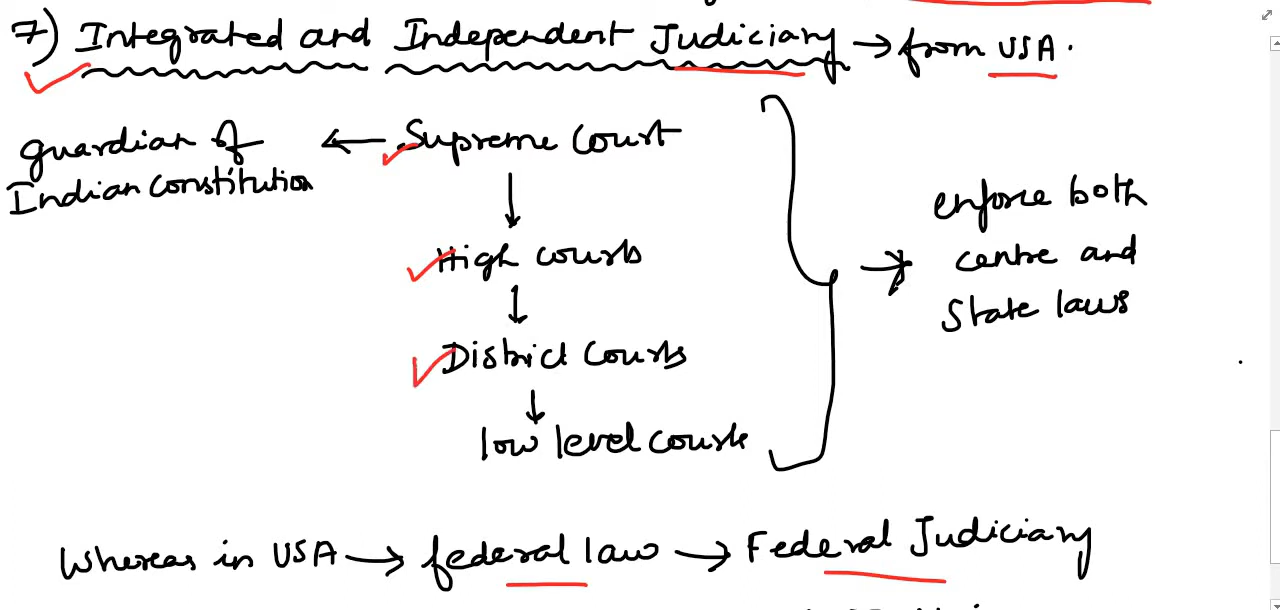 7) Integrated and Independent Judiciary → from USA.
guardian of ← Supreme Court
Indian Constitution
↓
High Courts
↓
District Courts
↓
low level courts
enforce both
centre and
State laws
Whereas in USA → federal law → Federal Judiciary